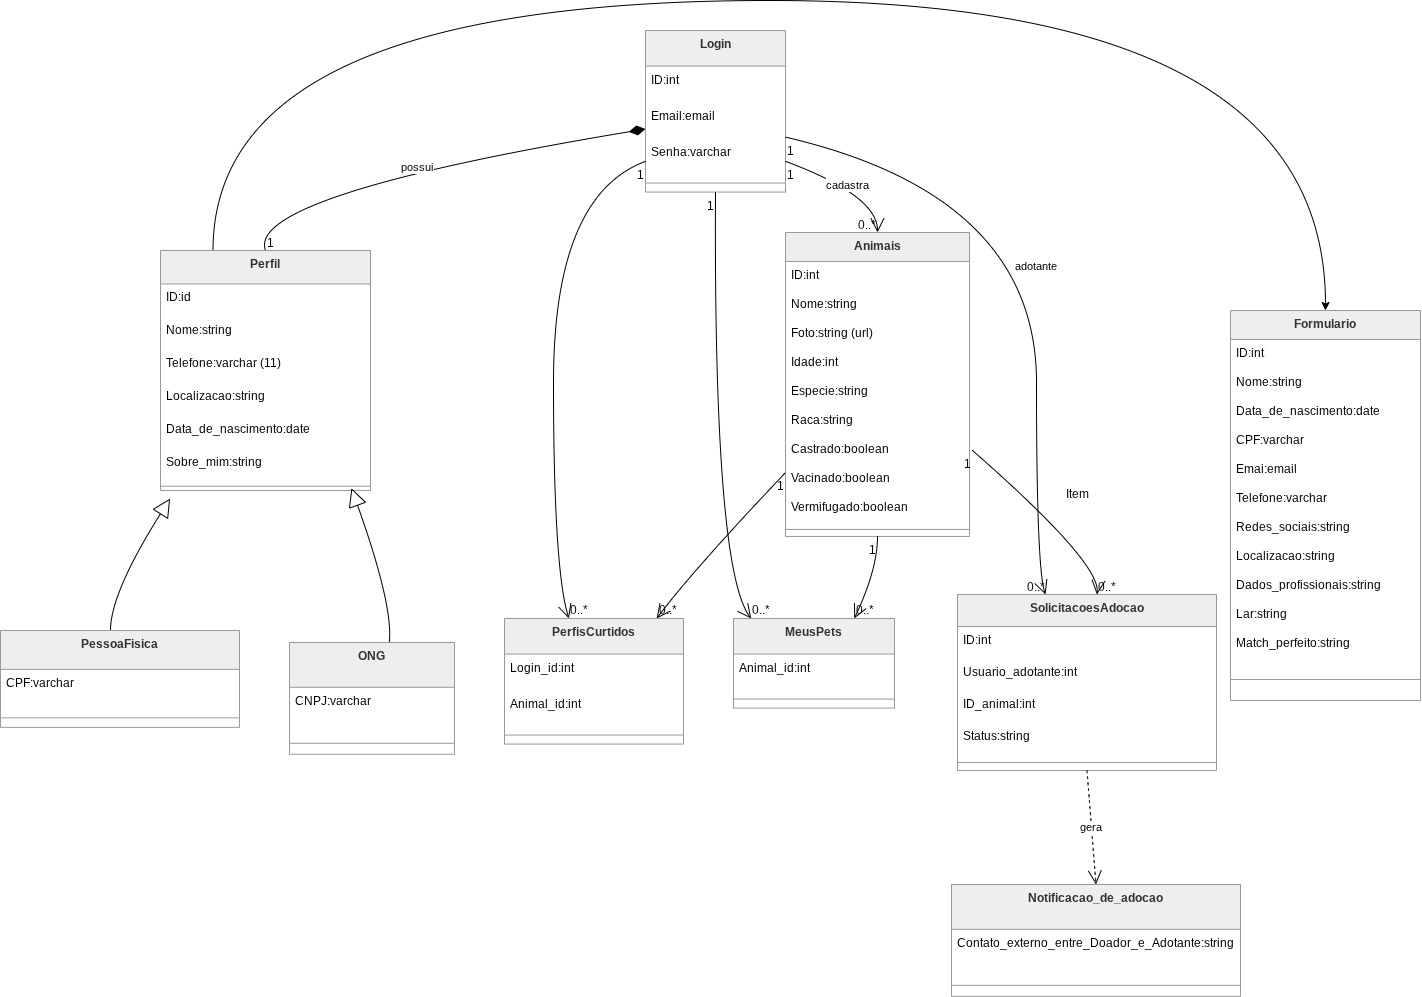 Login
ID:int
Email:email
Senha:varchar
possui
1
1
1
1
1
cadastra
0..*
adotante
Perfil
ID:id
Nome:string
Telefone:varchar (11)
Localizacao:string
Data_de_nascimento:date
Sobre_mim:string
Animais
ID:int
Nome:string
Foto:string (url)
Idade:int
Especie:string
Raca:string
Castrado:boolean
Vacinado:boolean
Vermifugado:boolean
1
1
1
Item
Formulario
ID:int
Nome:string
Data_de_nascimento:date
CPF:varchar
Emai:email
Telefone:varchar
Redes_sociais:string
Localizacao:string
Dados_profissionais:string
Lar:string
Match_perfeito:string
0..*
0..*
0..*
0..*
0..*
0..*
PessoaFisica
CPF:varchar
ONG
CNPJ:varchar
PerfisCurtidos
Login_id:int
Animal_id:int
MeusPets
Animal_id:int
SolicitacoesAdocao
ID:int
Usuario_adotante:int
ID_animal:int
Status:string
gera
Notificacao_de_adocao
Contato_externo_entre_Doador_e_Adotante:string